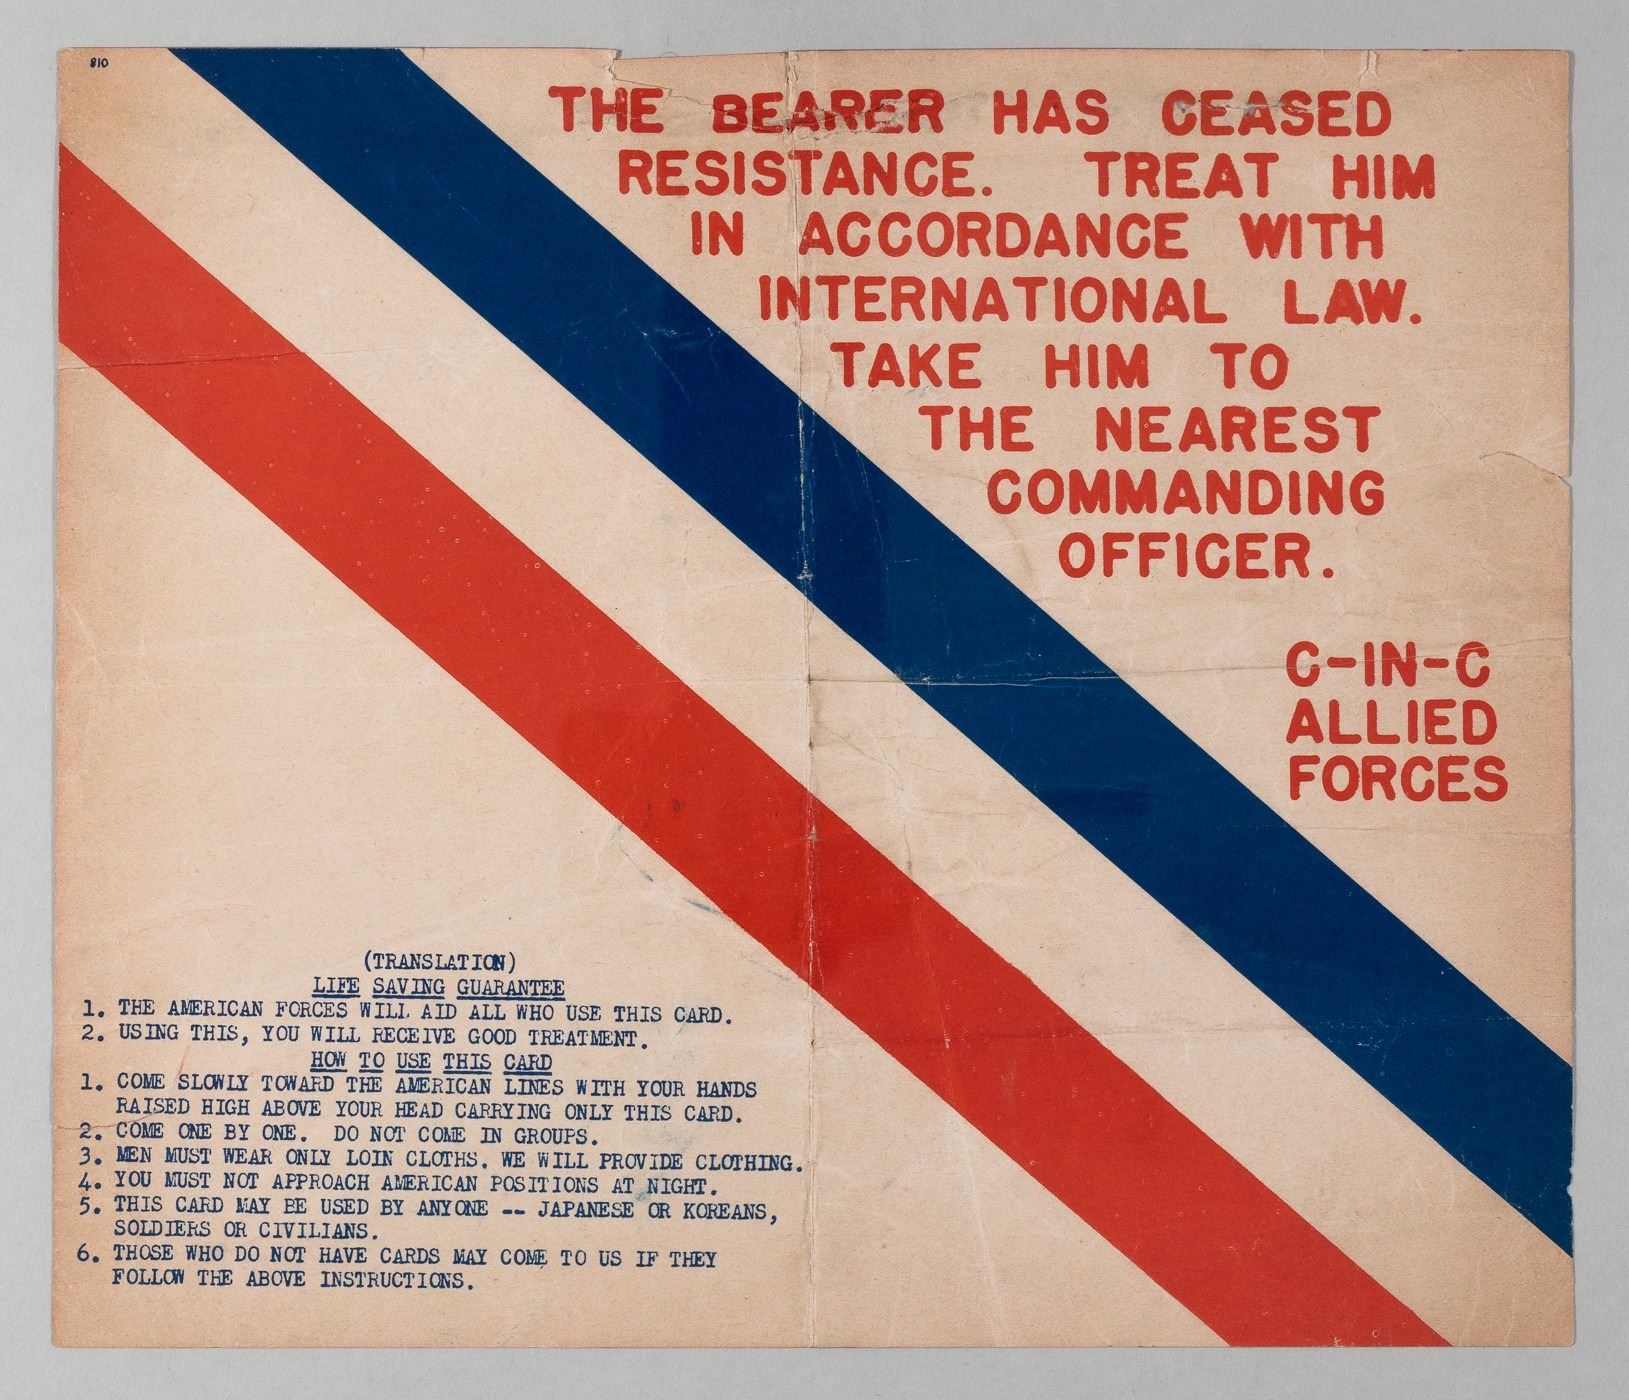 810
THE BEARER HAS CEASED
RESISTANCE. TREAT HIM
IN ACCORDANCE WITH
INTERNATIONAL LAW.
TAKE HIM TO
THE NEAREST
COMMANDING
OFFICER.
C-IN-C
ALLIED
FORCES
(TRANSLATION)
LIFE SAVING GUARANTEE
1. THE AMERICAN FORCES WILL AID ALL WHO USE THIS CARD.
2. USING THIS, YOU WILL RECEIVE GOOD TREATMENT.
HOW TO USE THIS CARD
1. COME SLOWLY TOWARD THE AMERICAN LINES WITH YOUR HANDS
RAISED HIGH ABOVE YOUR HEAD CARRYING ONLY THIS CARD.
2. COME ONE BY ONE. DO NOT COME IN GROUPS.
3. MEN MUST WEAR ONLY LOIN CLOTHS. WE WILL PROVIDE CLOTHING.
4. YOU MUST NOT APPROACH AMERICAN POSITIONS AT NIGHT.
5. THIS CARD MAY BE USED BY ANYONE -- JAPANESE OR KOREANS,
SOLDIERS OR CIVILIANS.
6. THOSE WHO DO NOT HAVE CARDS MAY COME TO US IF THEY
FOLLOW THE ABOVE INSTRUCTIONS.